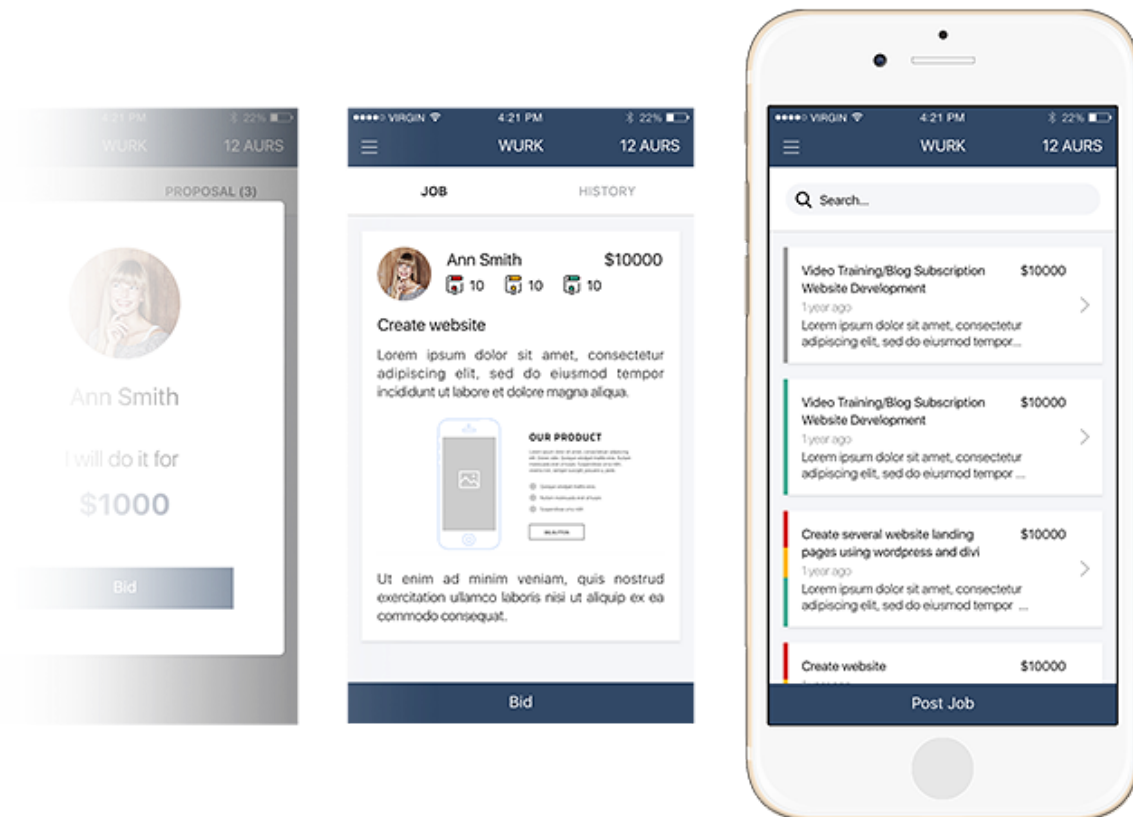 4:21 PM
22%
WURK
12 AURS
PROPOSAL (3)
Ann Smith
I will do it for
$1000
Bid
VIRGIN
4:21 PM
22%
WURK
12 AURS
JOB
HISTORY
Ann Smith
$10000
10
10
10
Create website
Lorem ipsum dolor sit amet, consectetur
adipiscing elit, sed do eiusmod tempor
incididunt ut labore et dolore magna aliqua.
OUR PRODUCT
Ut enim ad minim veniam, quis nostrud
exercitation ullamco laboris nisi ut aliquip ex ea
commodo consequat.
Bid
VIRGIN
4:21 PM
22%
WURK
12 AURS
Search...
Video Training/Blog Subscription
Website Development
$10000
1 year ago
Lorem ipsum dolor sit amet, consectetur
adipiscing elit, sed do eiusmod tempor...
Video Training/Blog Subscription
Website Development
$10000
1 year ago
Lorem ipsum dolor sit amet, consectetur
adipiscing elit, sed do eiusmod tempor ...
Create several website landing
pages using wordpress and divi
$10000
1 year ago
Lorem ipsum dolor sit amet, consectetur
adipiscing elit, sed do eiusmod tempor ...
Create website
$10000
Post Job